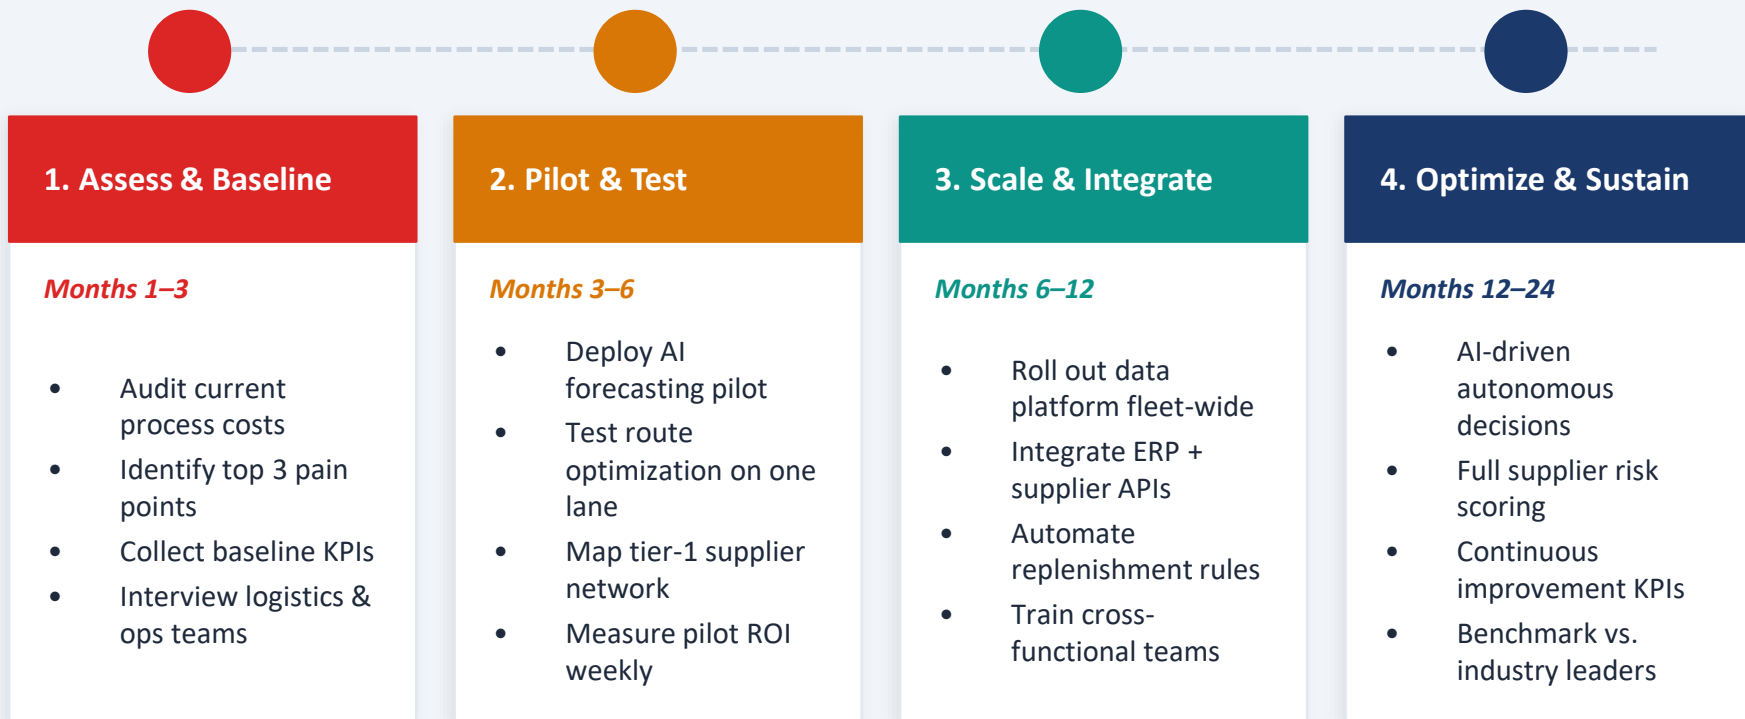 1. Assess & Baseline
Months 1–3
• Audit current
process costs
• Identify top 3 pain
points
• Collect baseline KPIs
• Interview logistics &
ops teams
2. Pilot & Test
Months 3–6
• Deploy AI
forecasting pilot
• Test route
optimization on one
lane
• Map tier-1 supplier
network
• Measure pilot ROI
weekly
3. Scale & Integrate
Months 6–12
• Roll out data
platform fleet-wide
• Integrate ERP +
supplier APIs
• Automate
replenishment rules
• Train cross-
functional teams
4. Optimize & Sustain
Months 12–24
• AI-driven
autonomous
decisions
• Full supplier risk
scoring
• Continuous
improvement KPIs
• Benchmark vs.
industry leaders